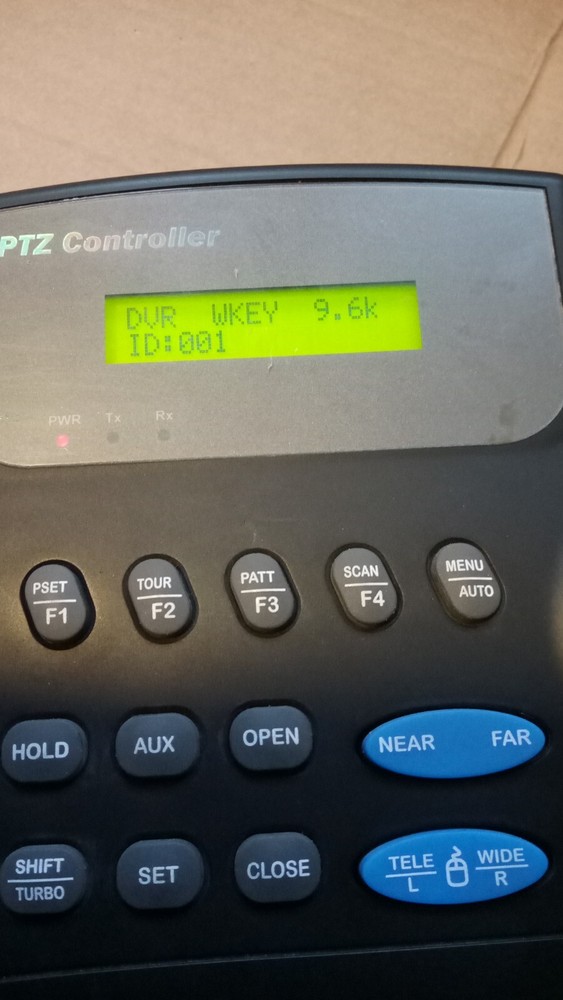 PTZ Controller
DVR WKEY 9.6k
ID:001
PWR Tx Rx
PSET
F1
TOUR
F2
PATT
F3
SCAN
F4
MENU
AUTO
HOLD
AUX
OPEN
NEAR FAR
SHIFT
TURBO
SET
CLOSE
TELE
L
WIDE
R